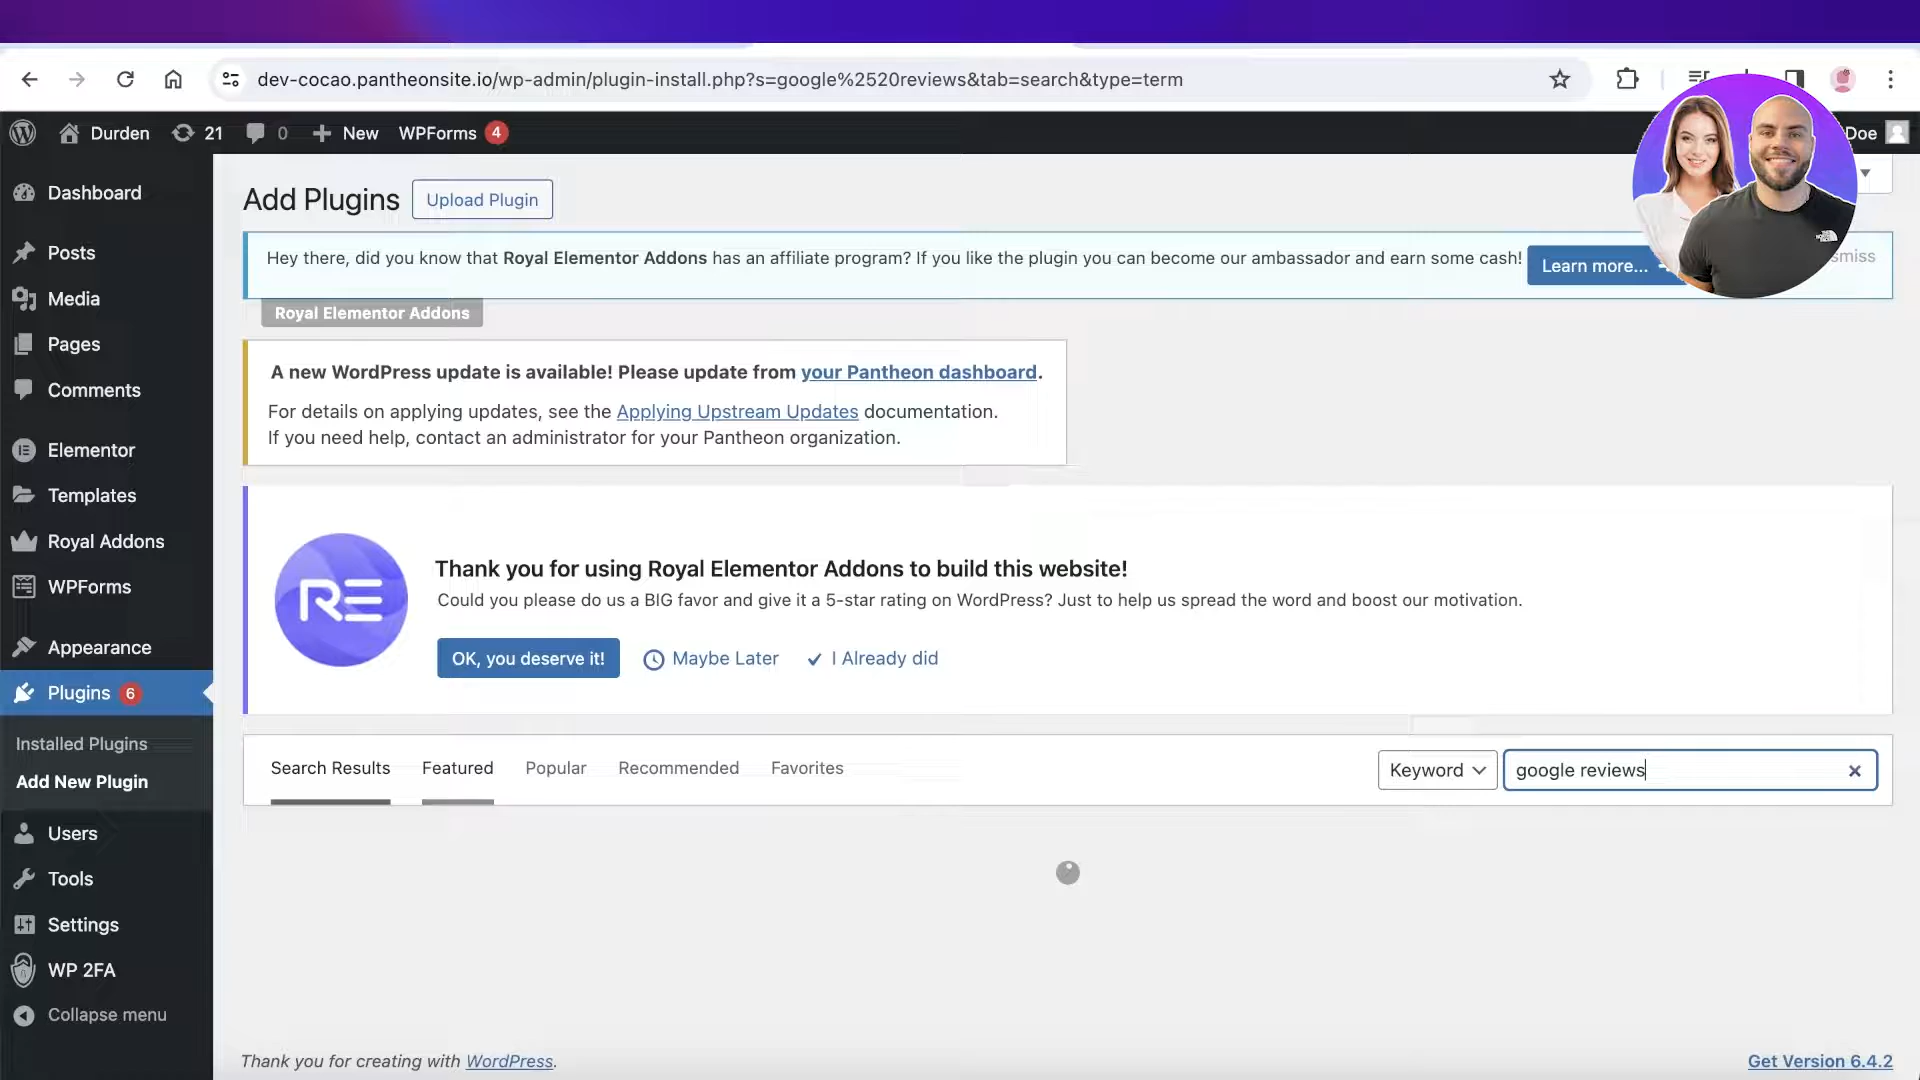 dev-cocao.pantheonsite.io/wp-admin/plugin-install.php?s=google%2520reviews&tab=search&type=term
Durden 21 0 New WPForms 4 Doe
Dashboard
Posts
Media
Pages
Comments
Elementor
Templates
Royal Addons
WPForms
Appearance
Plugins 6
Installed Plugins
Add New Plugin
Users
Tools
Settings
WP 2FA
Collapse menu
Add Plugins Upload Plugin
Hey there, did you know that Royal Elementor Addons has an affiliate program? If you like the plugin you can become our ambassador and earn some cash! Learn more...
Royal Elementor Addons
A new WordPress update is available! Please update from your Pantheon dashboard.
For details on applying updates, see the Applying Upstream Updates documentation.
If you need help, contact an administrator for your Pantheon organization.
RE
Thank you for using Royal Elementor Addons to build this website!
Could you please do us a BIG favor and give it a 5-star rating on WordPress? Just to help us spread the word and boost our motivation.
OK, you deserve it! Maybe Later I Already did
Search Results Featured Popular Recommended Favorites Keyword google reviews
Thank you for creating with WordPress. Get Version 6.4.2